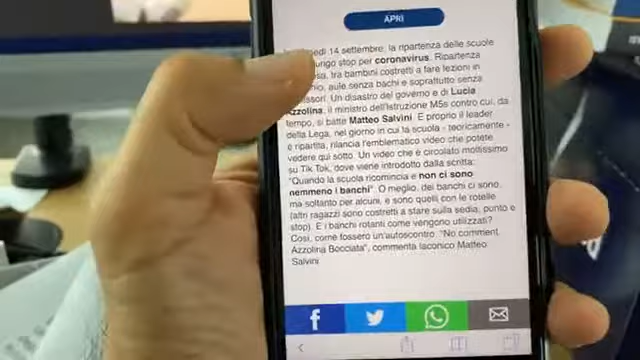 APRI
14 settembre, la ripartenza delle scuole
lungo stop per coronavirus. Ripartenza
tra bambini costretti a fare lezioni in
aule senza bachi e soprattutto senza
Un disastro del governo e di Lucia
Azzolina, il ministro dell'Istruzione M5s contro cui, da
tempo, si batte Matteo Salvini. E proprio il leader
della Lega, nel giorno in cui la scuola - teoricamente -
è ripartita, rilancia l'emblematico video che potete
vedere qui sotto. Un video che è circolato moltissimo
su Tik Tok, dove viene introdotto dalla scritta:
"Quando la scuola ricomincia e non ci sono
nemmeno i banchi". O meglio, dei banchi ci sono,
ma soltanto per alcuni, e sono quelli con le rotelle
(altri ragazzi sono costretti a stare sulla sedia, punto e
stop). E i banchi rotanti come vengono utilizzati?
Così, come fossero un'autoscontro. "No comment.
Azzolina Bocciata", commenta laconico Matteo
Salvini